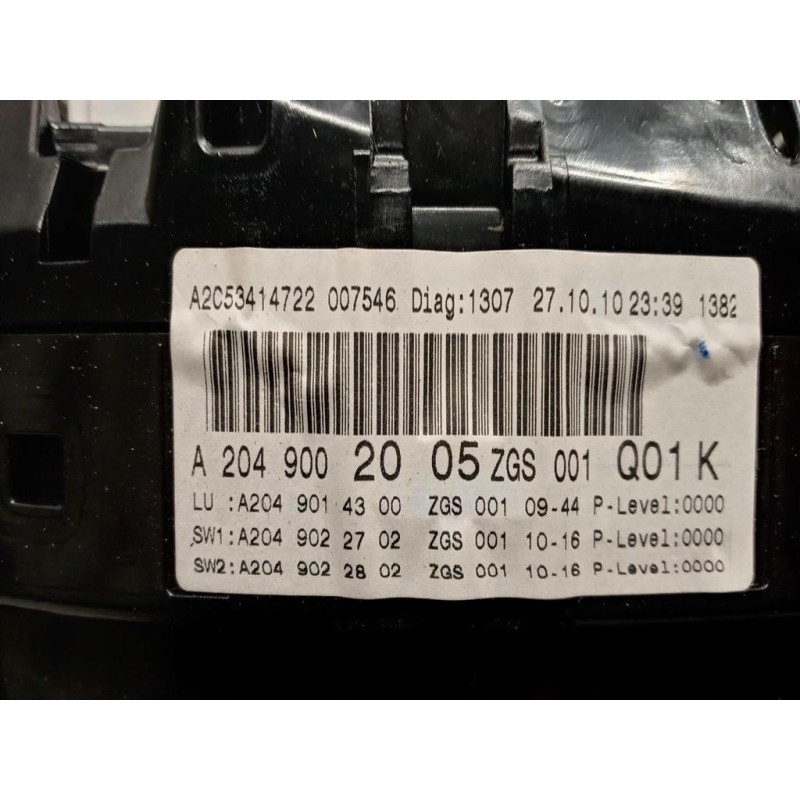 A2C53414722 007546 Diag:1307 27.10.10 23:39 1382
A 204 900 20 05 ZGS 001 Q01 K
LU :A204 901 43 00 ZGS 001 09-44 P-Level:0000
SW1:A204 902 27 02 ZGS 001 10-16 P-Level:0000
SW2:A204 902 28 02 ZGS 001 10-16 P-Level:0000